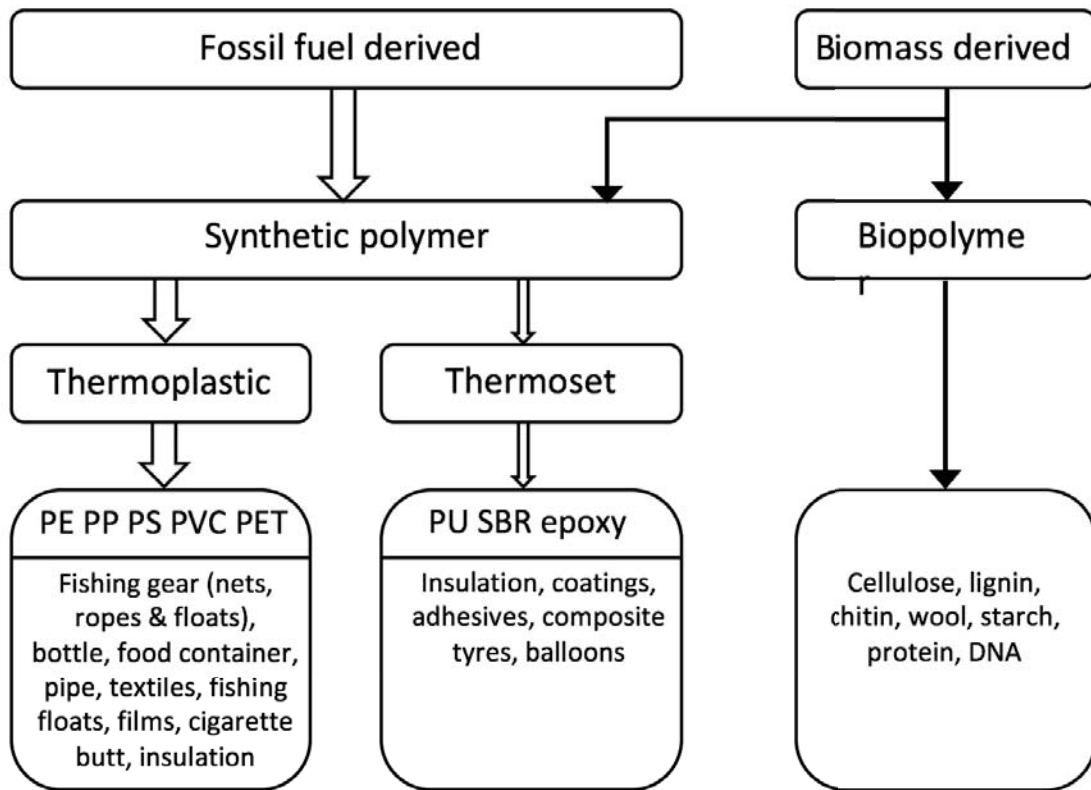 Fossil fuel derived
Biomass derived
Synthetic polymer
Biopolyme
r
Thermoplastic
Thermoset
PE PP PS PVC PET
Fishing gear (nets,
ropes & floats),
bottle, food container,
pipe, textiles, fishing
floats, films, cigarette
butt, insulation
PU SBR epoxy
Insulation, coatings,
adhesives, composite
tyres, balloons
Cellulose, lignin,
chitin, wool, starch,
protein, DNA